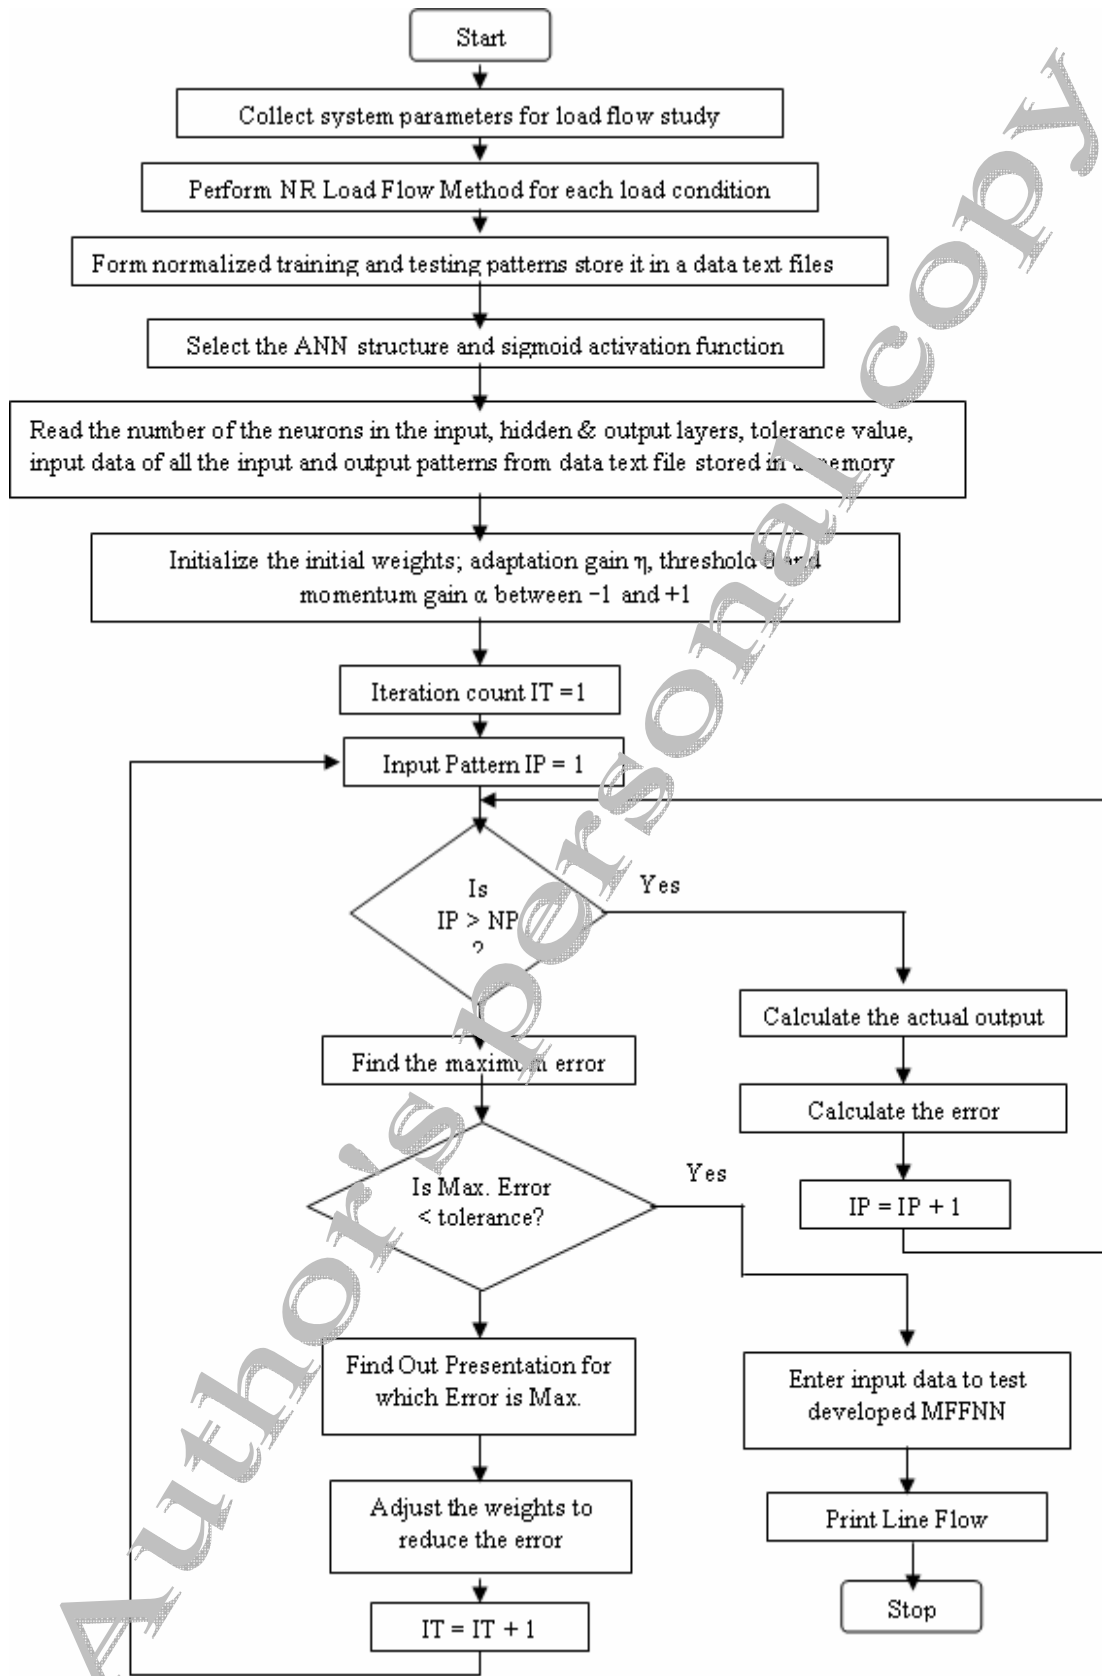 Start
Collect system parameters for load flow study
Perform NR Load Flow Method for each load condition
Form normalized training and testing patterns store it in a data text files
Select the ANN structure and sigmoid activation function
Read the number of the neurons in the input, hidden & output layers, tolerance value,
input data of all the input and output patterns from data text file stored in a memory
Initialize the initial weights; adaptation gain η, threshold θ and
momentum gain α between −1 and +1
Iteration count IT =1
Input Pattern IP = 1
Is
IP > NP
?
Yes
Calculate the actual output
Find the maximum error
Calculate the error
Is Max. Error
< tolerance?
Yes
IP = IP + 1
Find Out Presentation for
which Error is Max.
Enter input data to test
developed MFFNN
Adjust the weights to
reduce the error
Print Line Flow
IT = IT + 1
Stop
Author's personal copy